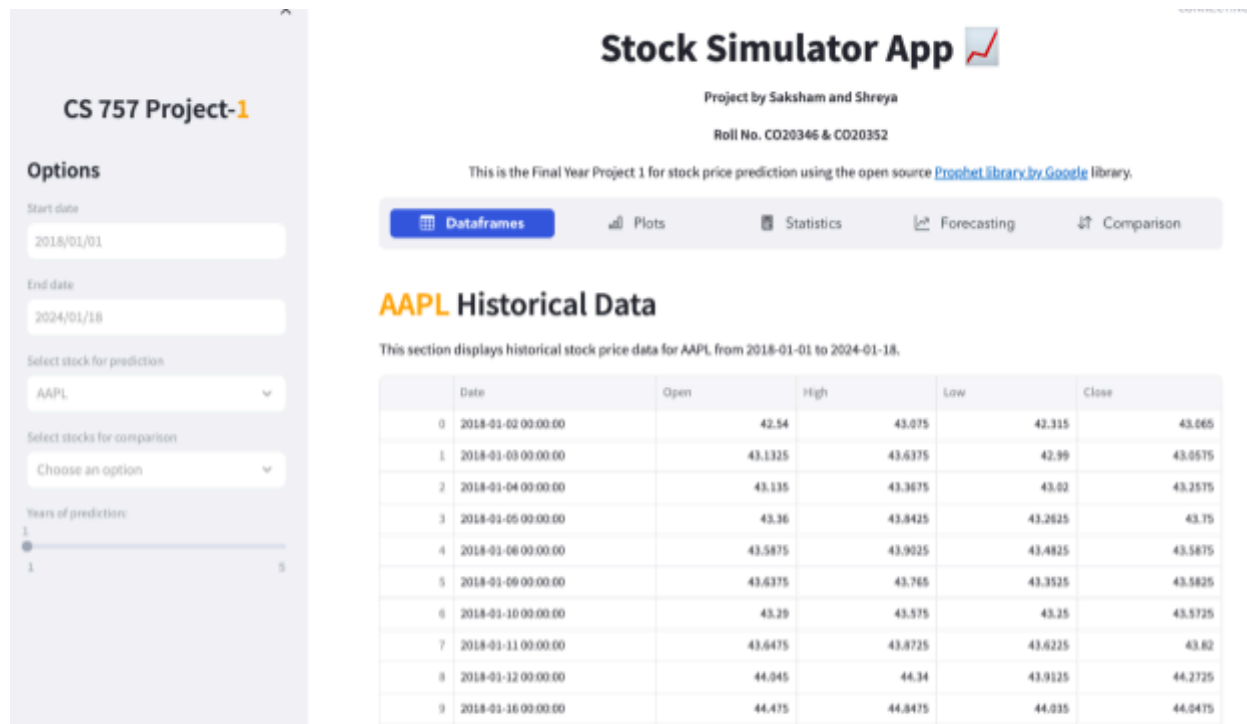 CS 757 Project-1
Options
Start date
2018/01/01
End date
2024/01/18
Select stock for prediction
AAPL
Select stocks for comparison
Choose an option
Years of prediction:
1
1 5
Stock Simulator App
Project by Saksham and Shreya
Roll No. CO20346 & CO20352
This is the Final Year Project 1 for stock price prediction using the open source Prophet library by Google library.
Dataframes Plots Statistics Forecasting Comparison
AAPL Historical Data
This section displays historical stock price data for AAPL from 2018-01-01 to 2024-01-18.
Date Open High Low Close
0 2018-01-02 00:00:00 42.54 43.075 42.315 43.065
1 2018-01-03 00:00:00 43.1325 43.6375 42.99 43.0575
2 2018-01-04 00:00:00 43.135 43.3675 43.02 43.2575
3 2018-01-05 00:00:00 43.36 43.8425 43.2625 43.75
4 2018-01-08 00:00:00 43.5875 43.9025 43.4825 43.5875
5 2018-01-09 00:00:00 43.6375 43.765 43.3525 43.5825
6 2018-01-10 00:00:00 43.29 43.575 43.25 43.5725
7 2018-01-11 00:00:00 43.6475 43.8725 43.6225 43.82
8 2018-01-12 00:00:00 44.045 44.34 43.9125 44.2725
9 2018-01-16 00:00:00 44.475 44.8475 44.035 44.0475